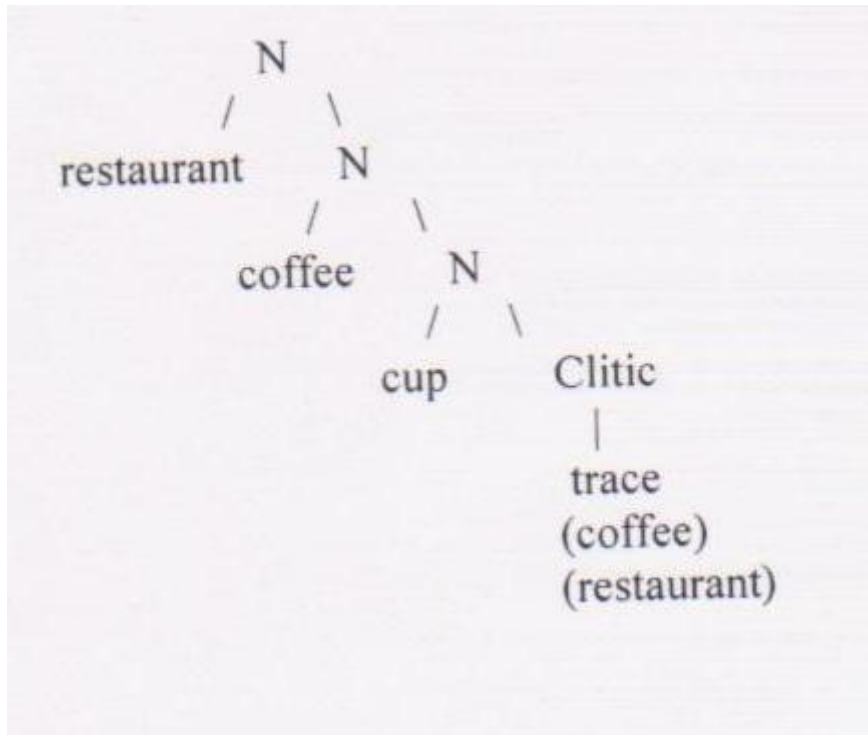 N
restaurant N
coffee N
cup Clitic
trace
(coffee)
(restaurant)